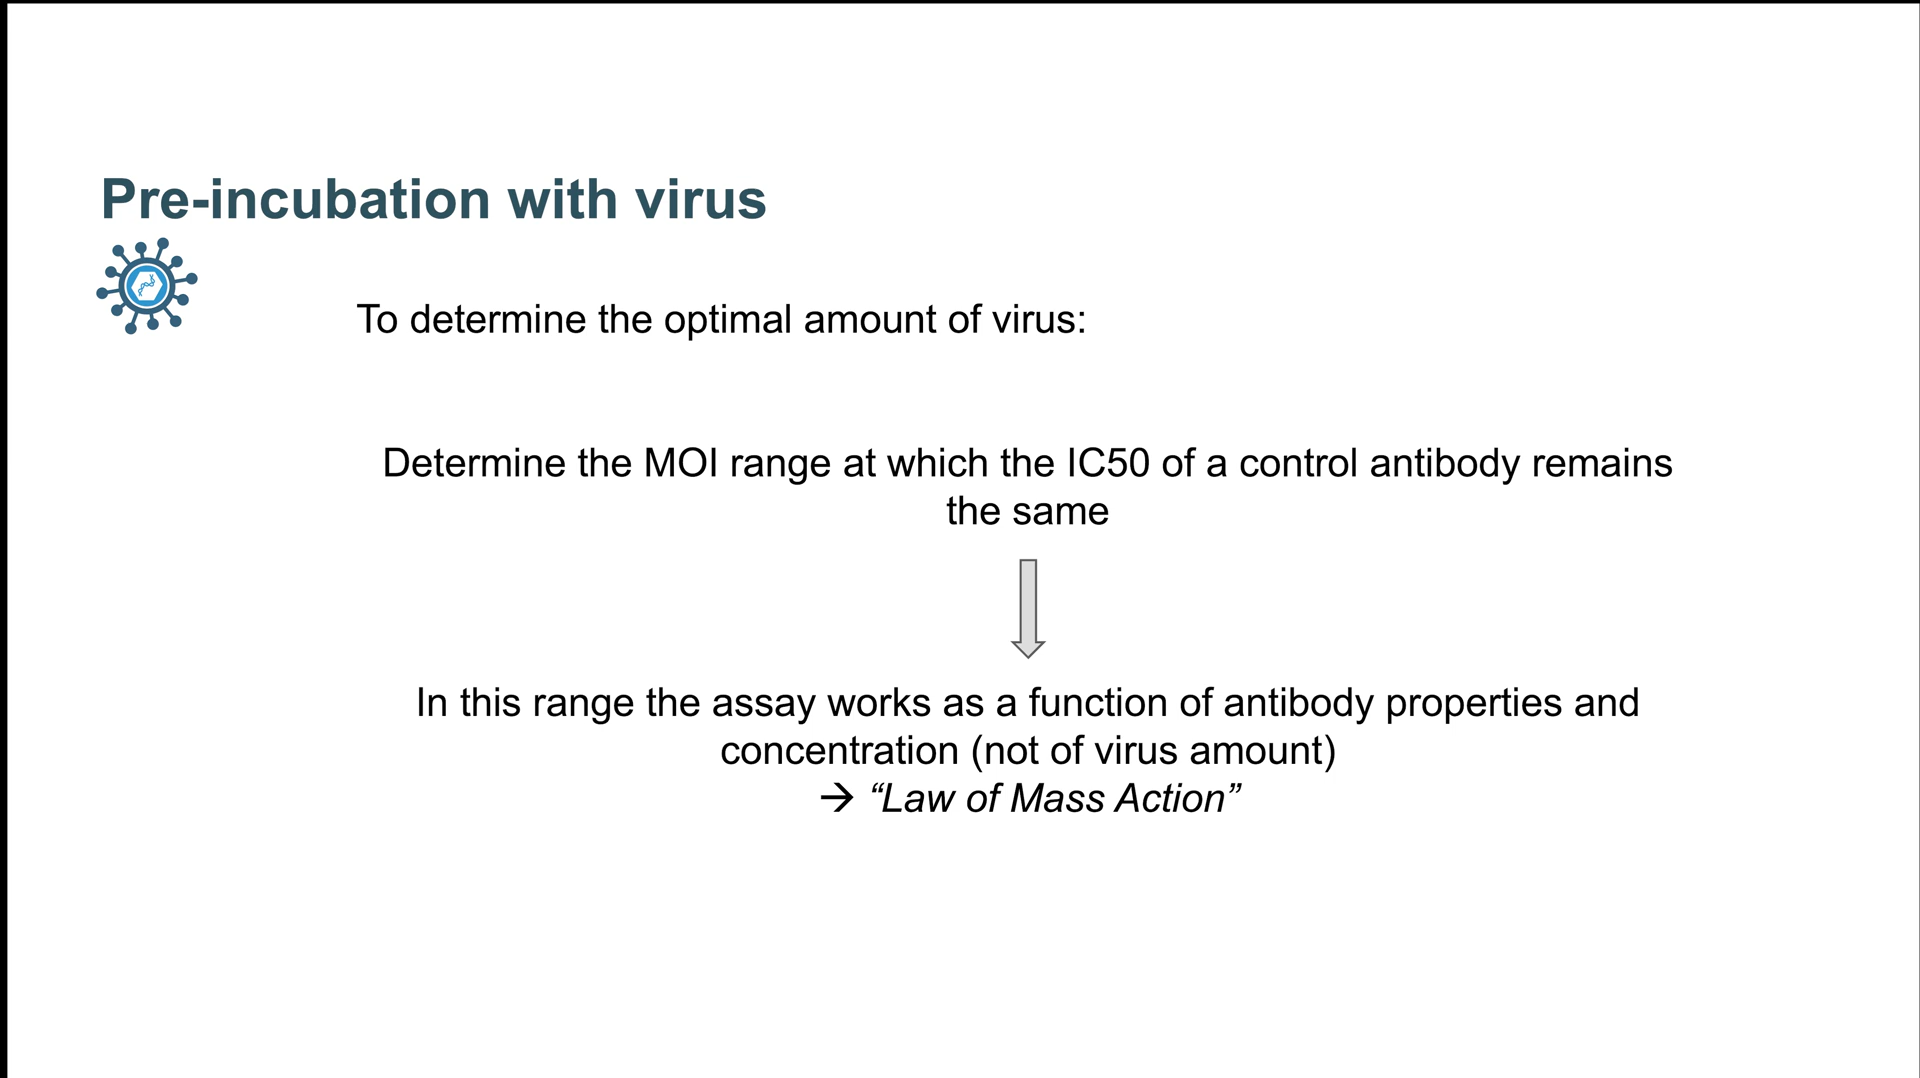 Pre-incubation with virus
To determine the optimal amount of virus:
Determine the MOI range at which the IC50 of a control antibody remains
the same
In this range the assay works as a function of antibody properties and
concentration (not of virus amount)
→ “Law of Mass Action”